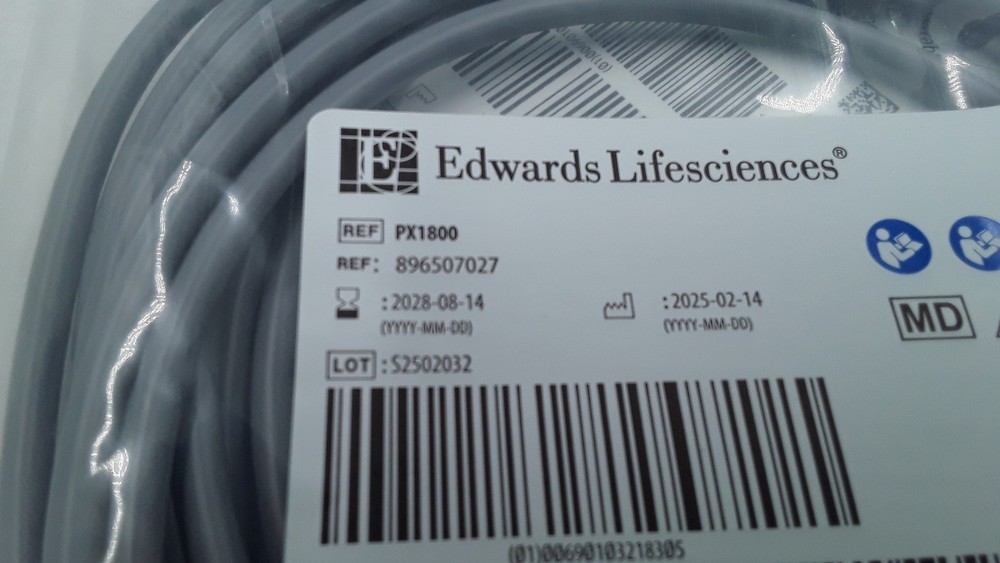 Edwards Lifesciences®
REF PX1800
REF: 896507027
:2028-08-14
(YYYY-MM-DD)
:2025-02-14
(YYYY-MM-DD)
MD
LOT : S2502032
(01)00690103218305